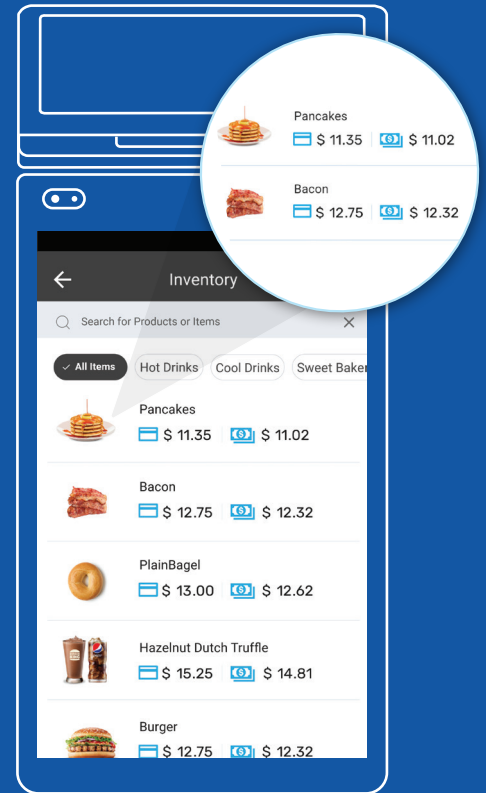 Pancakes
$ 11.35 $ 11.02
Bacon
$ 12.75 $ 12.32
Inventory
Search for Products or Items
All Items Hot Drinks Cool Drinks Sweet Baker
Pancakes
$ 11.35 $ 11.02
Bacon
$ 12.75 $ 12.32
PlainBagel
$ 13.00 $ 12.62
Hazelnut Dutch Truffle
$ 15.25 $ 14.81
Burger
$ 12.75 $ 12.32